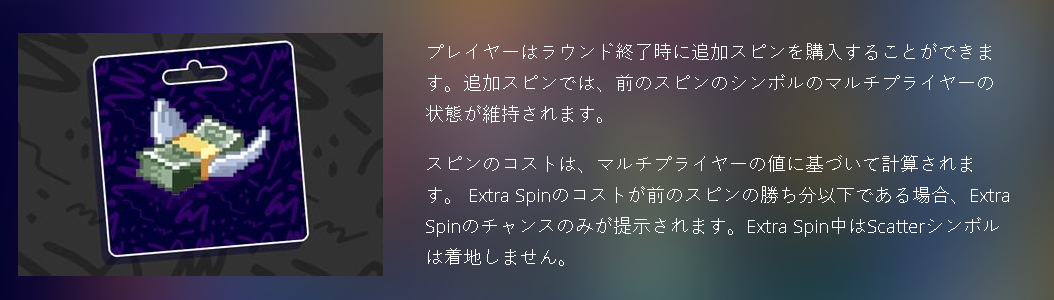 プレイヤーはラウンド終了時に追加スピンを購入することができま
す。追加スピンでは、前のスピンのシンボルのマルチプライヤーの
状態が維持されます。
スピンのコストは、マルチプライヤーの値に基づいて計算されま
す。 Extra Spinのコストが前のスピンの勝ち分以下である場合、Extra
Spinのチャンスのみが提示されます。Extra Spin中はScatterシンボル
は着地しません。